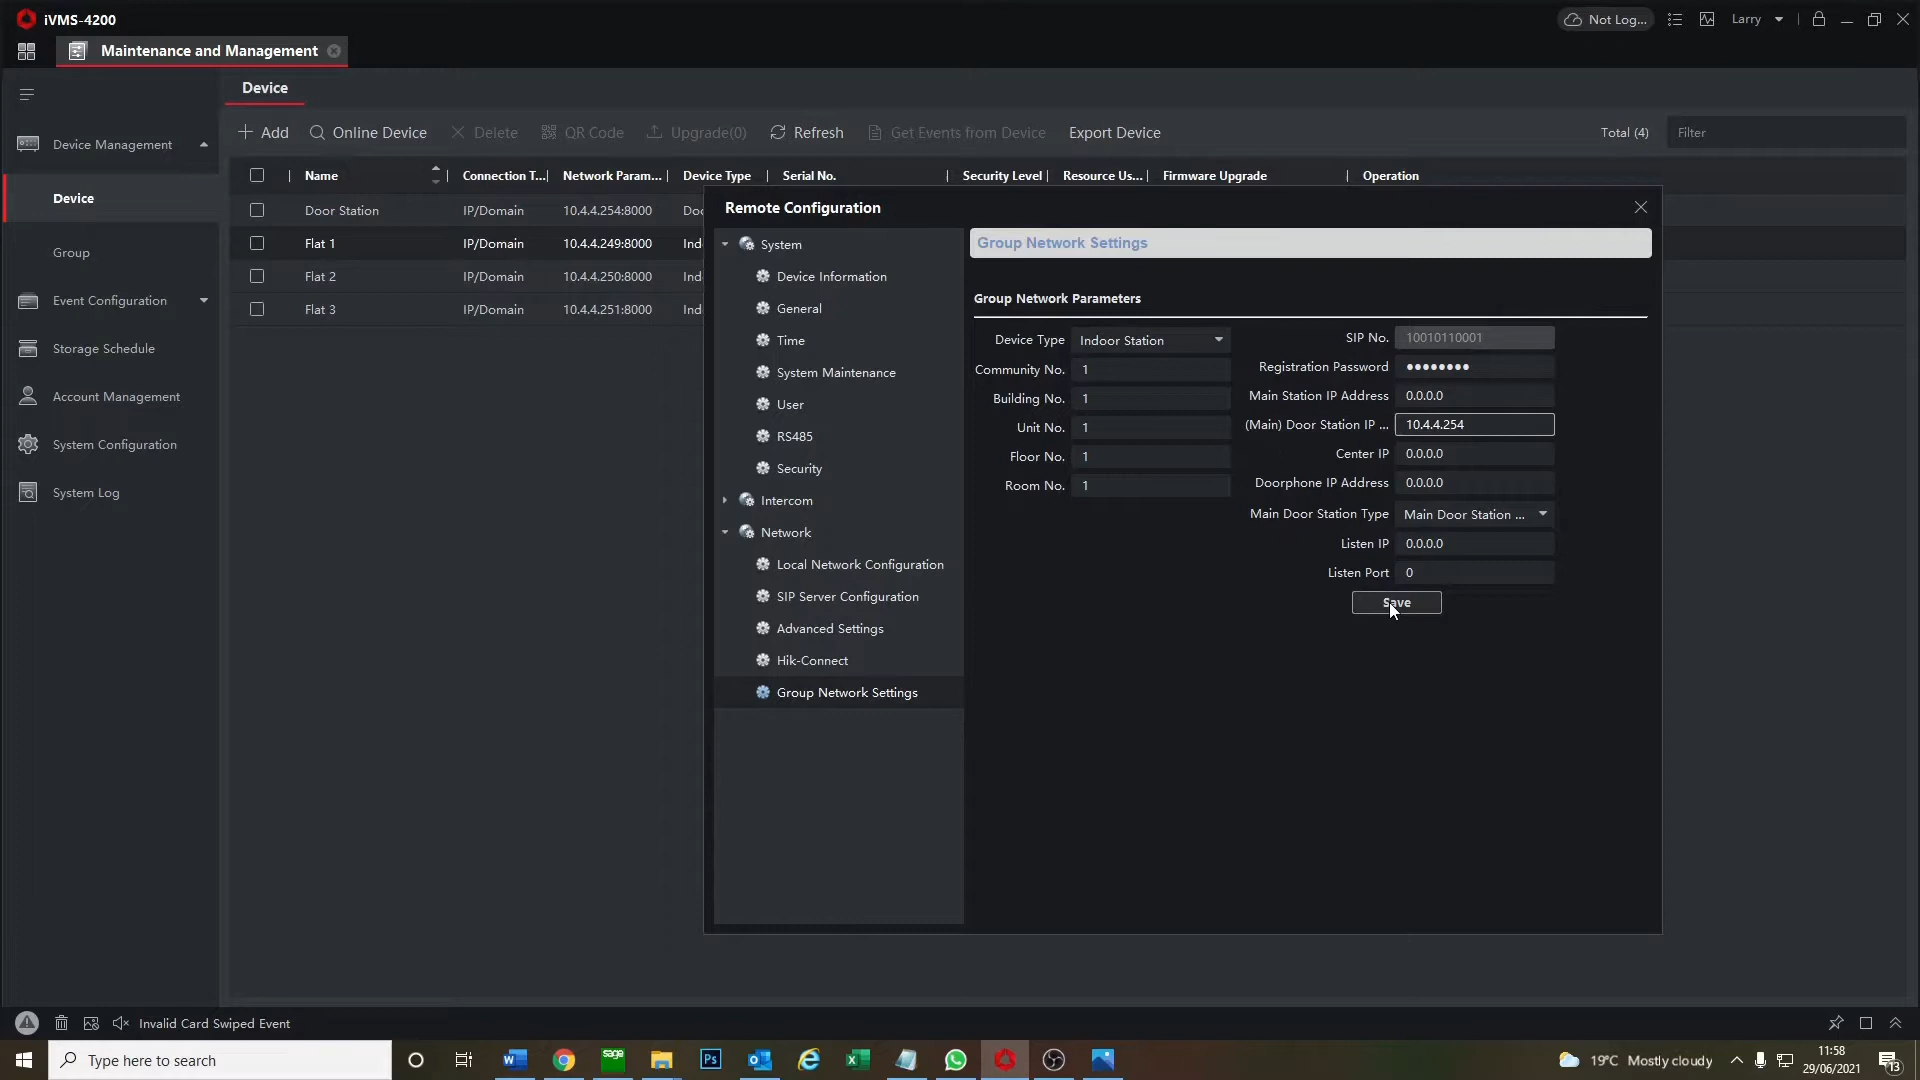 iVMS-4200
Not Log...
Larry
Maintenance and Management
Device
Add
Online Device
Delete
QR Code
Upgrade(0)
Refresh
Get Events from Device
Export Device
Total (4)
Filter
Device Management
Device
Group
Event Configuration
Storage Schedule
Account Management
System Configuration
System Log
Name Connection T... Network Param... Device Type Serial No. Security Level Resource Us... Firmware Upgrade Operation
Door Station IP/Domain 10.4.4.254:8000 Doo
Flat 1 IP/Domain 10.4.4.249:8000 Ind
Flat 2 IP/Domain 10.4.4.250:8000 Ind
Flat 3 IP/Domain 10.4.4.251:8000 Ind
Remote Configuration
System
Device Information
General
Time
System Maintenance
User
RS485
Security
Intercom
Network
Local Network Configuration
SIP Server Configuration
Advanced Settings
Hik-Connect
Group Network Settings
Group Network Settings
Group Network Parameters
Device Type Indoor Station
Community No. 1
Building No. 1
Unit No. 1
Floor No. 1
Room No. 1
SIP No. 10010110001
Registration Password ●●●●●●●●
Main Station IP Address 0.0.0.0
(Main) Door Station IP ... 10.4.4.254
Center IP 0.0.0.0
Doorphone IP Address 0.0.0.0
Main Door Station Type Main Door Station ...
Listen IP 0.0.0.0
Listen Port 0
Save
Invalid Card Swiped Event
Type here to search
sage
Ps
19°C Mostly cloudy
11:58
29/06/2021
13